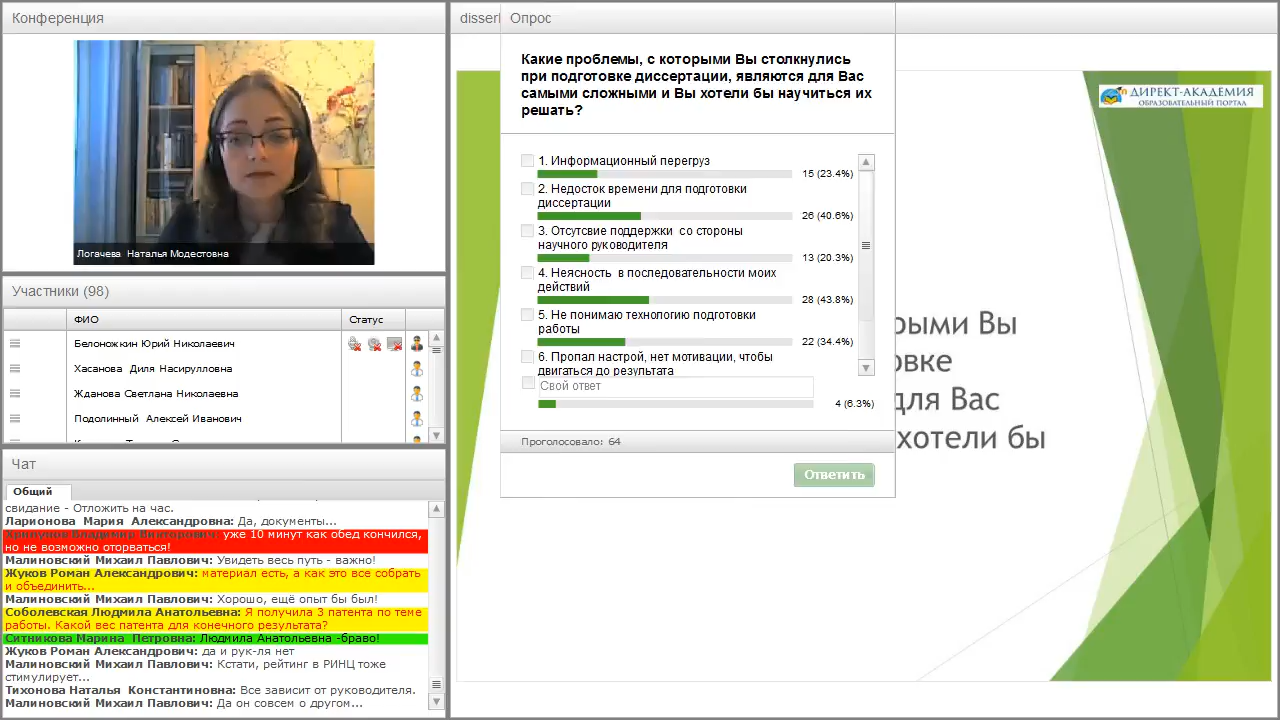 Конференция
Логачева Наталья Модестовна
Участники (98)
ФИО
Статус
Белоножкин Юрий Николаевич
Хасанова Диля Насирулловна
Жданова Светлана Николаевна
Подолинный Алексей Иванович
Чат
Общий
свидание - Отложить на час.
Ларионова Мария Александровна: Да, документы...
Хрипунов Владимир Викторович: уже 10 минут как обед кончился,
но не возможно оторваться!
Малиновский Михаил Павлович: Увидеть весь путь - важно!
Жуков Роман Александрович: материал есть, а как это все собрать
и объединить...
Малиновский Михаил Павлович: Хорошо, ещё опыт бы был!
Соболевская Людмила Анатольевна: Я получила 3 патента по теме
работы. Какой вес патента для конечного результата?
Ситникова Марина Петровна: Людмила Анатольевна -браво!
Жуков Роман Александрович: да и рук-ля нет
Малиновский Михаил Павлович: Кстати, рейтинг в РИНЦ тоже
стимулирует...
Тихонова Наталья Константиновна: Все зависит от руководителя.
Малиновский Михаил Павлович: Да он совсем о другом...
Опрос
Какие проблемы, с которыми Вы столкнулись
при подготовке диссертации, являются для Вас
самыми сложными и Вы хотели бы научиться их
решать?
1. Информационный перегруз
15 (23.4%)
2. Недосток времени для подготовки
диссертации
26 (40.6%)
3. Отсутсвие поддержки со стороны
научного руководителя
13 (20.3%)
4. Неясность в последовательности моих
действий
28 (43.8%)
5. Не понимаю технологию подготовки
работы
22 (34.4%)
6. Пропал настрой, нет мотивации, чтобы
двигаться до результата
Свой ответ
4 (6.3%)
Проголосовало: 64
Ответить
ДИРЕКТ-АКАДЕМИЯ
ОБРАЗОВАТЕЛЬНЫЙ ПОРТАЛ
рыми Вы
овке
для Вас
хотели бы